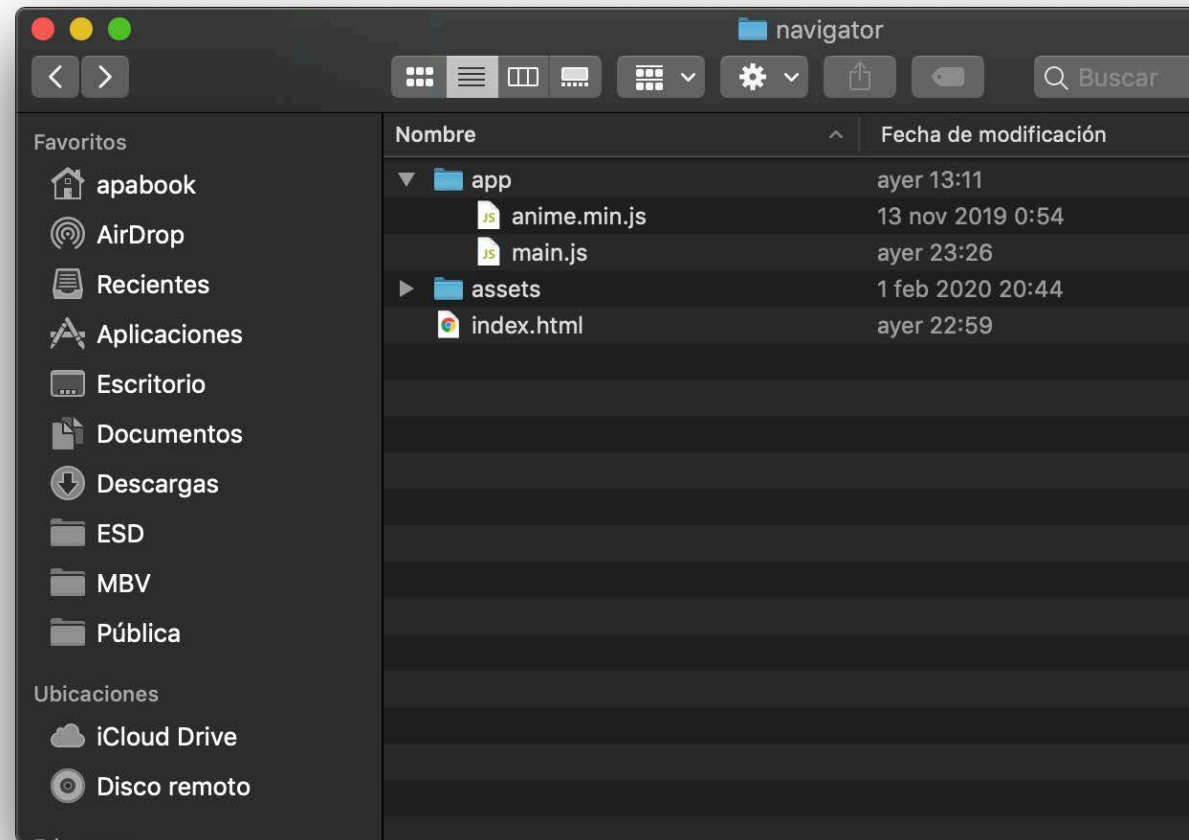 navigator
Buscar
Favoritos
apabook
AirDrop
Recientes
Aplicaciones
Escritorio
Documentos
Descargas
ESD
MBV
Pública
Ubicaciones
iCloud Drive
Disco remoto
Nombre Fecha de modificación
app ayer 13:11
JS anime.min.js 13 nov 2019 0:54
JS main.js ayer 23:26
assets 1 feb 2020 20:44
index.html ayer 22:59